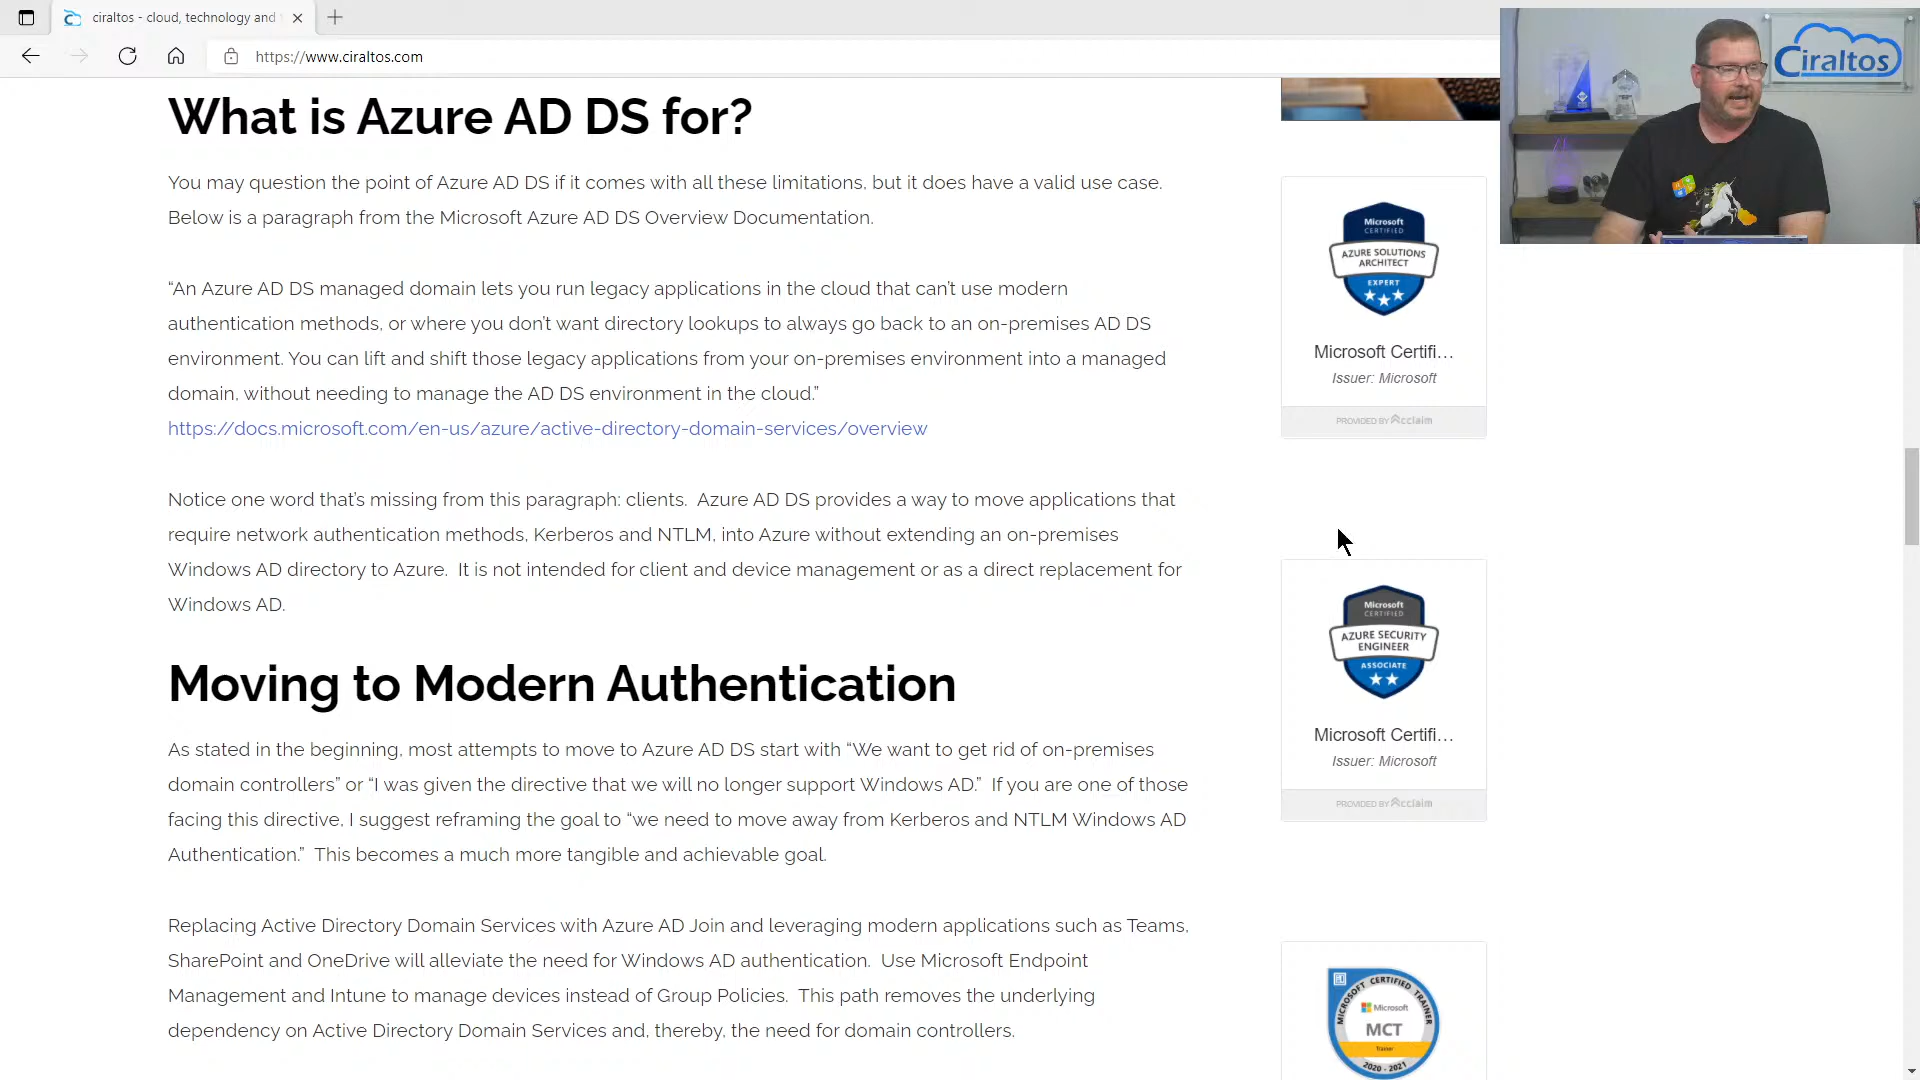 ciraltos - cloud, technology and
https://www.ciraltos.com
Ciraltos
What is Azure AD DS for?
You may question the point of Azure AD DS if it comes with all these limitations, but it does have a valid use case.
Below is a paragraph from the Microsoft Azure AD DS Overview Documentation.
“An Azure AD DS managed domain lets you run legacy applications in the cloud that can’t use modern
authentication methods, or where you don’t want directory lookups to always go back to an on-premises AD DS
environment. You can lift and shift those legacy applications from your on-premises environment into a managed
domain, without needing to manage the AD DS environment in the cloud.”
https://docs.microsoft.com/en-us/azure/active-directory-domain-services/overview
Notice one word that’s missing from this paragraph: clients.  Azure AD DS provides a way to move applications that
require network authentication methods, Kerberos and NTLM, into Azure without extending an on-premises
Windows AD directory to Azure.  It is not intended for client and device management or as a direct replacement for
Windows AD.
Moving to Modern Authentication
As stated in the beginning, most attempts to move to Azure AD DS start with “We want to get rid of on-premises
domain controllers” or “I was given the directive that we will no longer support Windows AD.”  If you are one of those
facing this directive, I suggest reframing the goal to “we need to move away from Kerberos and NTLM Windows AD
Authentication.”  This becomes a much more tangible and achievable goal.
Replacing Active Directory Domain Services with Azure AD Join and leveraging modern applications such as Teams,
SharePoint and OneDrive will alleviate the need for Windows AD authentication.  Use Microsoft Endpoint
Management and Intune to manage devices instead of Group Policies.  This path removes the underlying
dependency on Active Directory Domain Services and, thereby, the need for domain controllers.
Microsoft
CERTIFIED
AZURE SOLUTIONS
ARCHITECT
EXPERT
Microsoft Certifi...
Issuer: Microsoft
PROVIDED BY Acclaim
Microsoft
CERTIFIED
AZURE SECURITY
ENGINEER
ASSOCIATE
Microsoft Certifi...
Issuer: Microsoft
PROVIDED BY Acclaim
MICROSOFT CERTIFIED TRAINER
Microsoft
MCT
Trainer
2020 - 2021